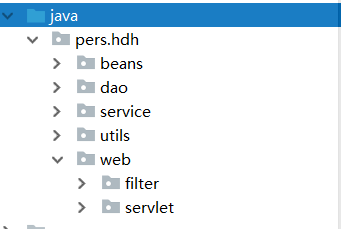 java
pers.hdh
beans
dao
service
utils
web
filter
servlet